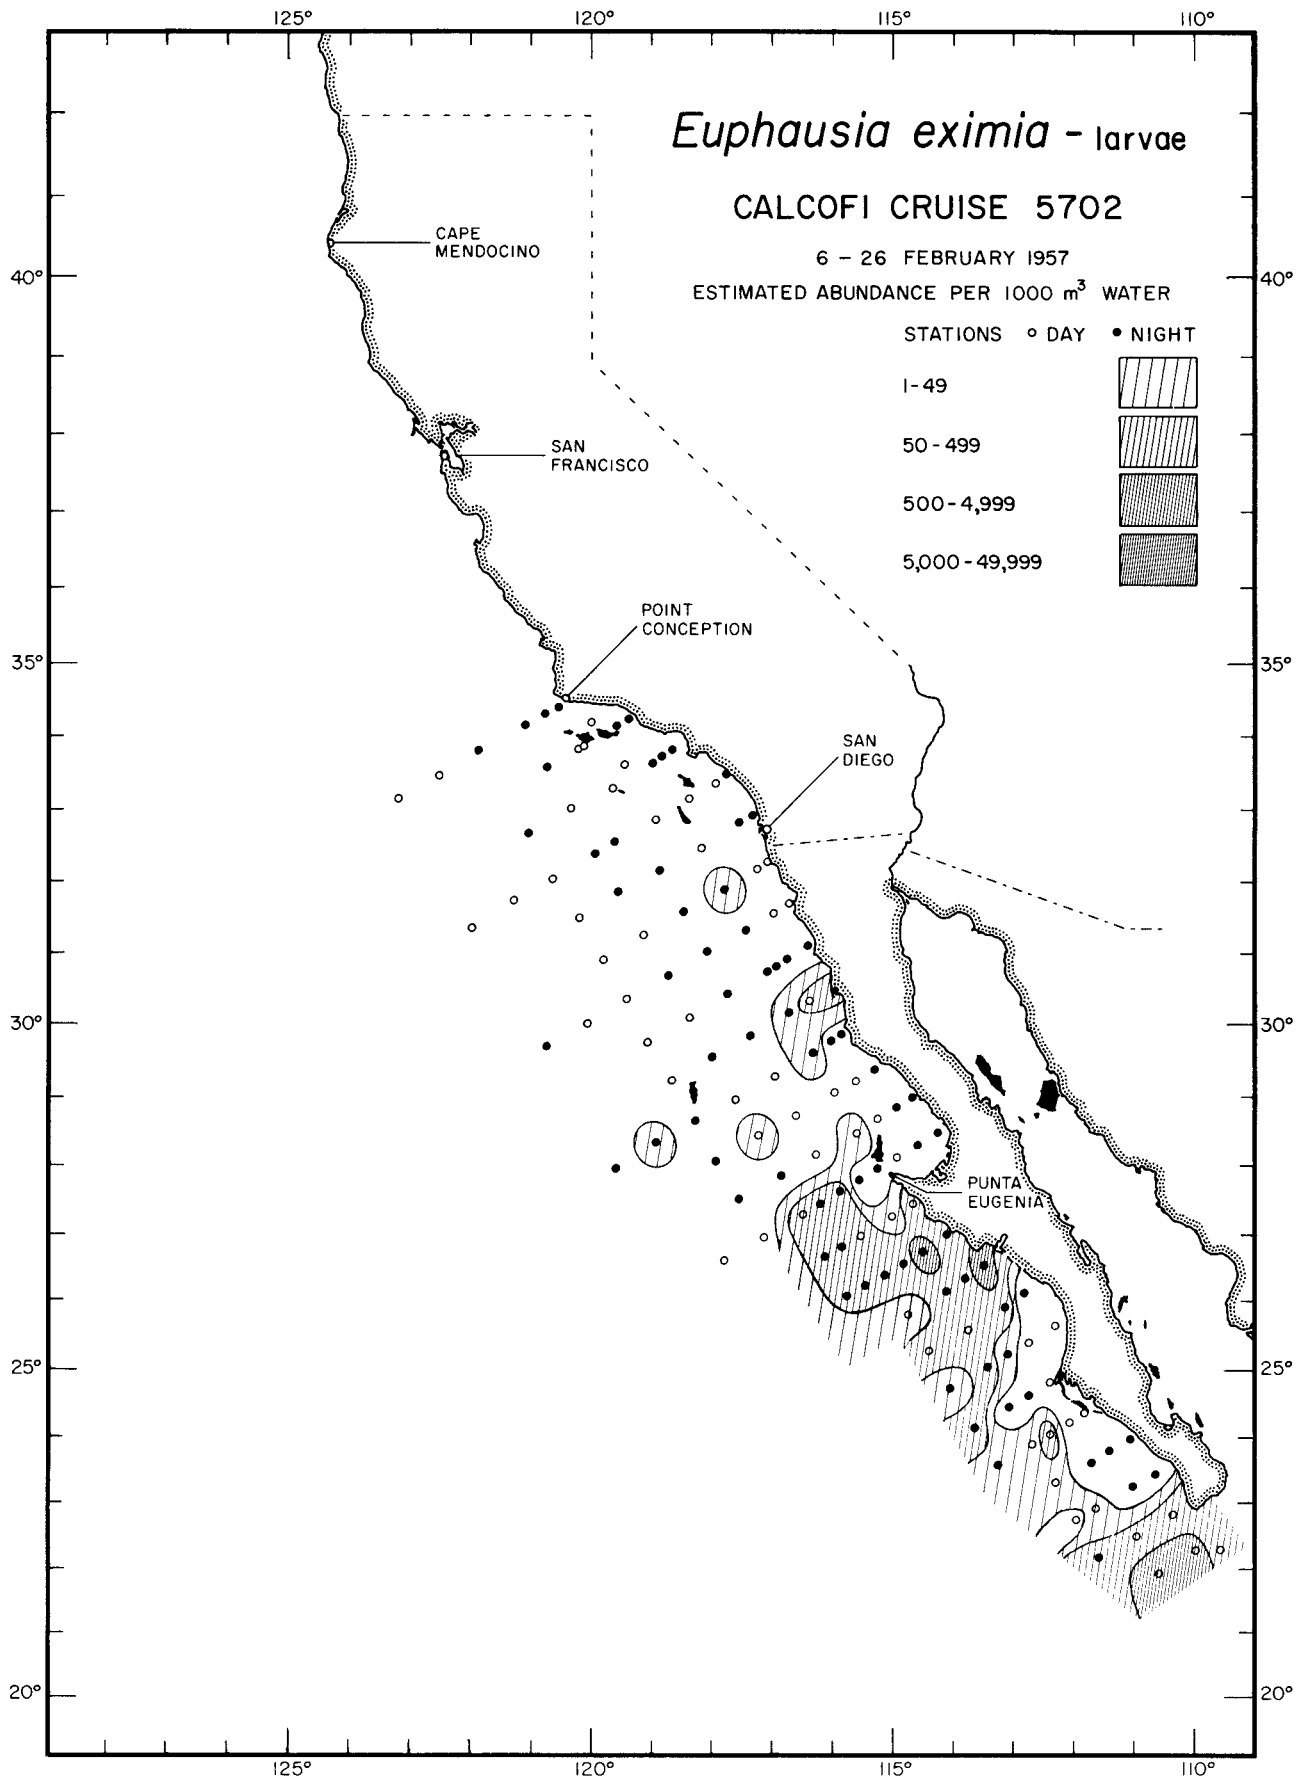 125° 120° 115° 110°
Euphausia eximia - larvae
CALCOFI CRUISE 5702
6 - 26 FEBRUARY 1957
ESTIMATED ABUNDANCE PER 1000 m³ WATER
STATIONS ○ DAY ● NIGHT
1-49
50-499
500-4,999
5,000-49,999
CAPE
MENDOCINO
40° 40°
SAN
FRANCISCO
POINT
CONCEPTION
35° 35°
SAN
DIEGO
30° 30°
PUNTA
EUGENIA
25° 25°
20° 20°
125° 120° 115° 110°